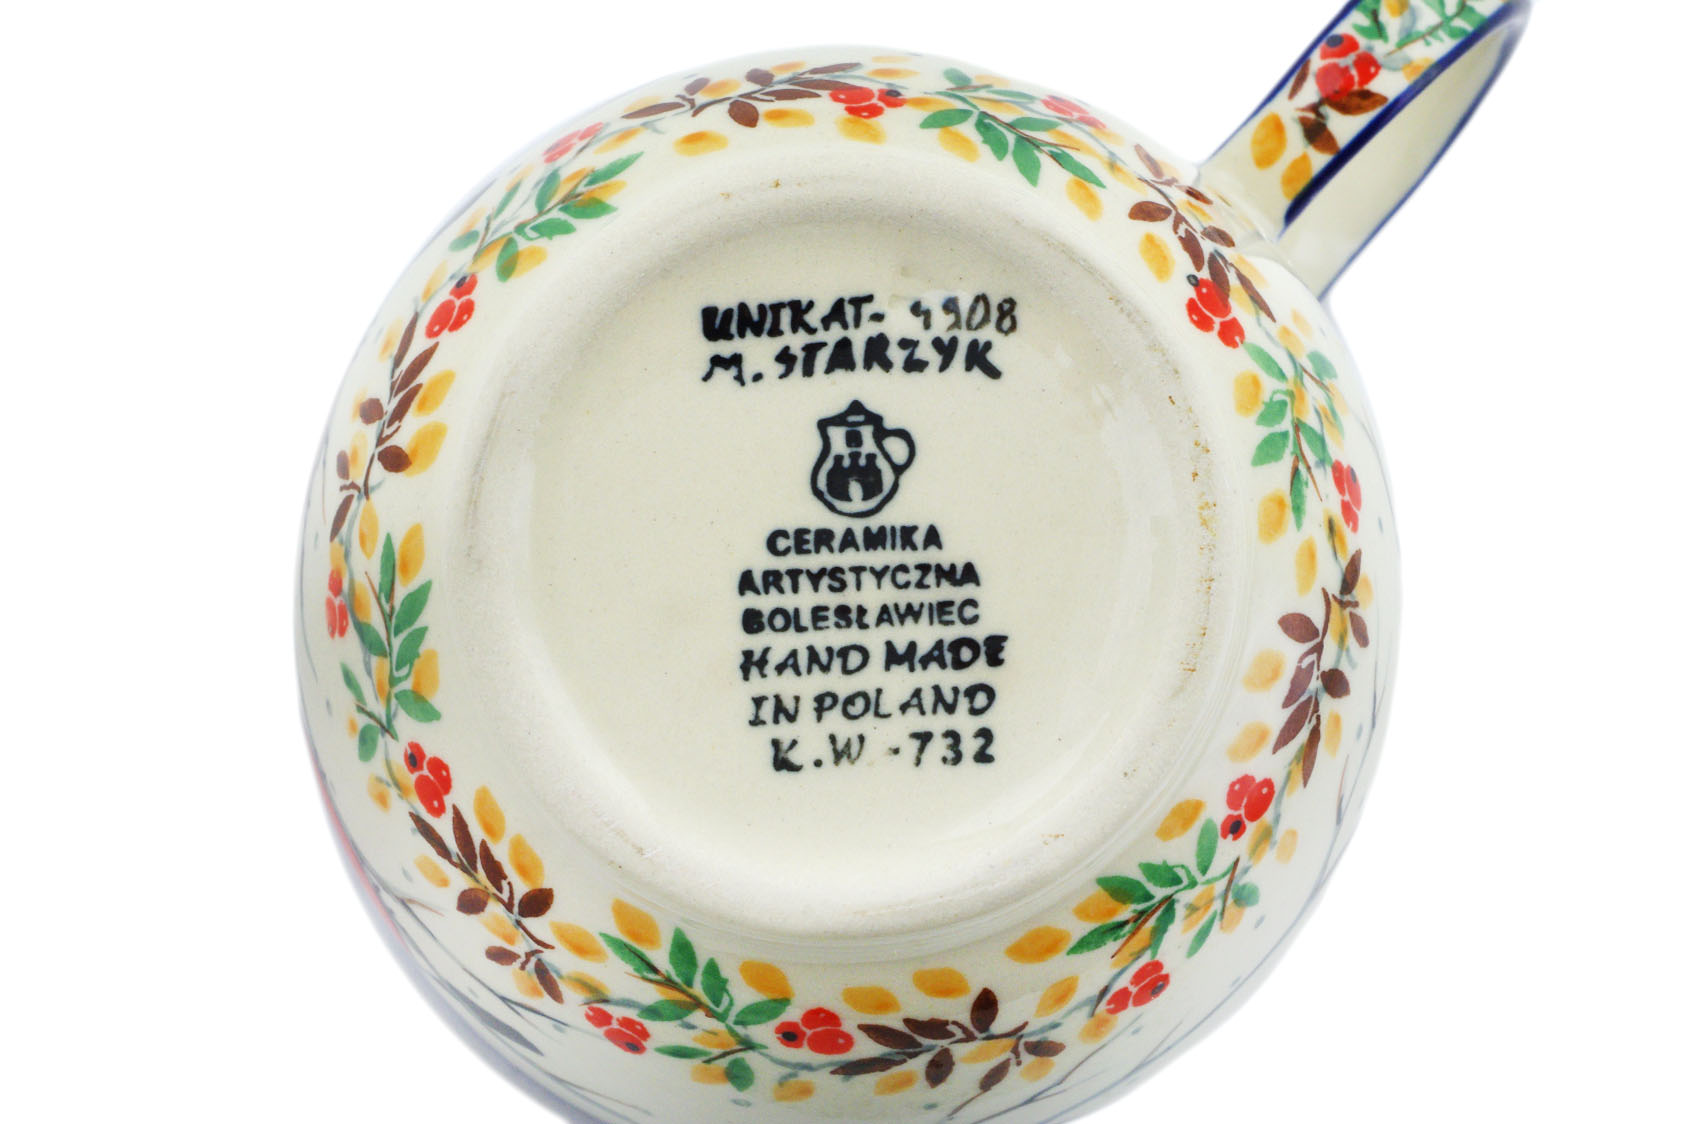 UNIKAT- 4908
M. STARZYK
CERAMIKA
ARTYSTYCZNA
BOLESŁAWIEC
HAND MADE
IN POLAND
K.W -732